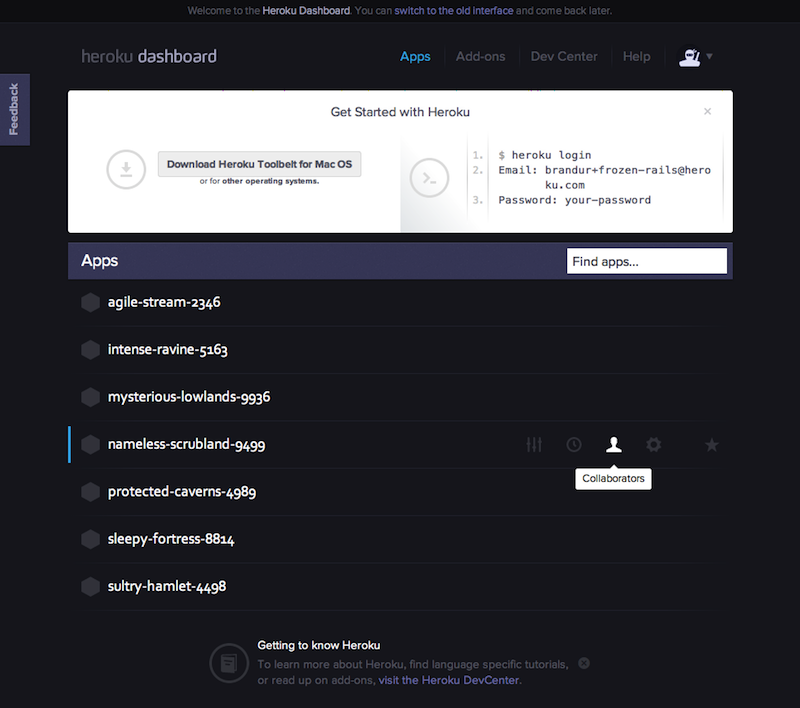 Welcome to the Heroku Dashboard. You can switch to the old interface and come back later.
heroku dashboard
Apps
Add-ons
Dev Center
Help
Feedback
Get Started with Heroku
×
Download Heroku Toolbelt for Mac OS
or for other operating systems.
1. $ heroku login
2. Email: brandur+frozen-rails@hero
ku.com
3. Password: your-password
Apps
Find apps...
agile-stream-2346
intense-ravine-5163
mysterious-lowlands-9936
nameless-scrubland-9499
Collaborators
protected-caverns-4989
sleepy-fortress-8814
sultry-hamlet-4498
Getting to know Heroku
To learn more about Heroku, find language specific tutorials,
or read up on add-ons, visit the Heroku DevCenter.